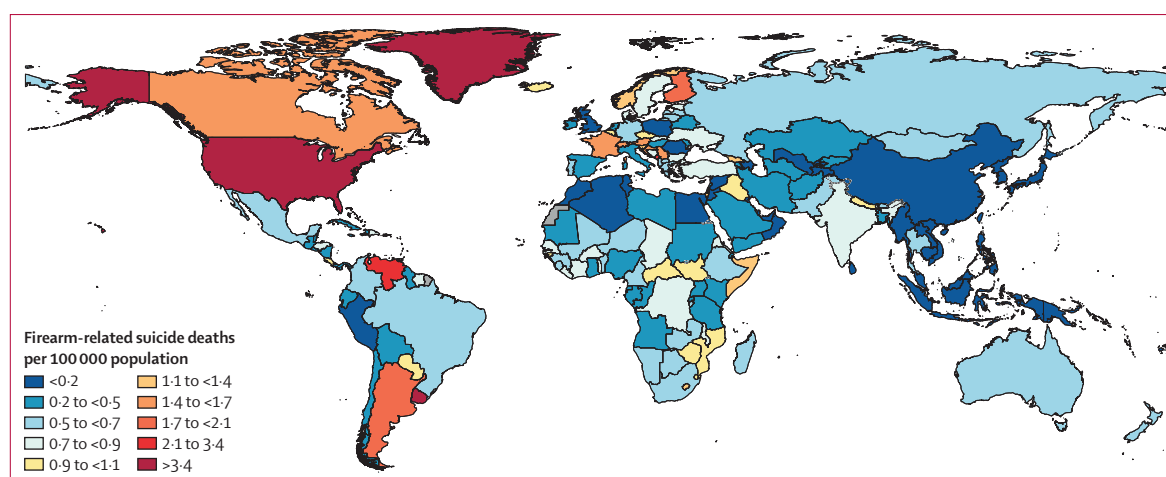 Firearm-related suicide deaths
per 100 000 population
<0·2
0·2 to <0·5
0·5 to <0·7
0·7 to <0·9
0·9 to <1·1
1·1 to <1·4
1·4 to <1·7
1·7 to <2·1
2·1 to 3·4
>3·4